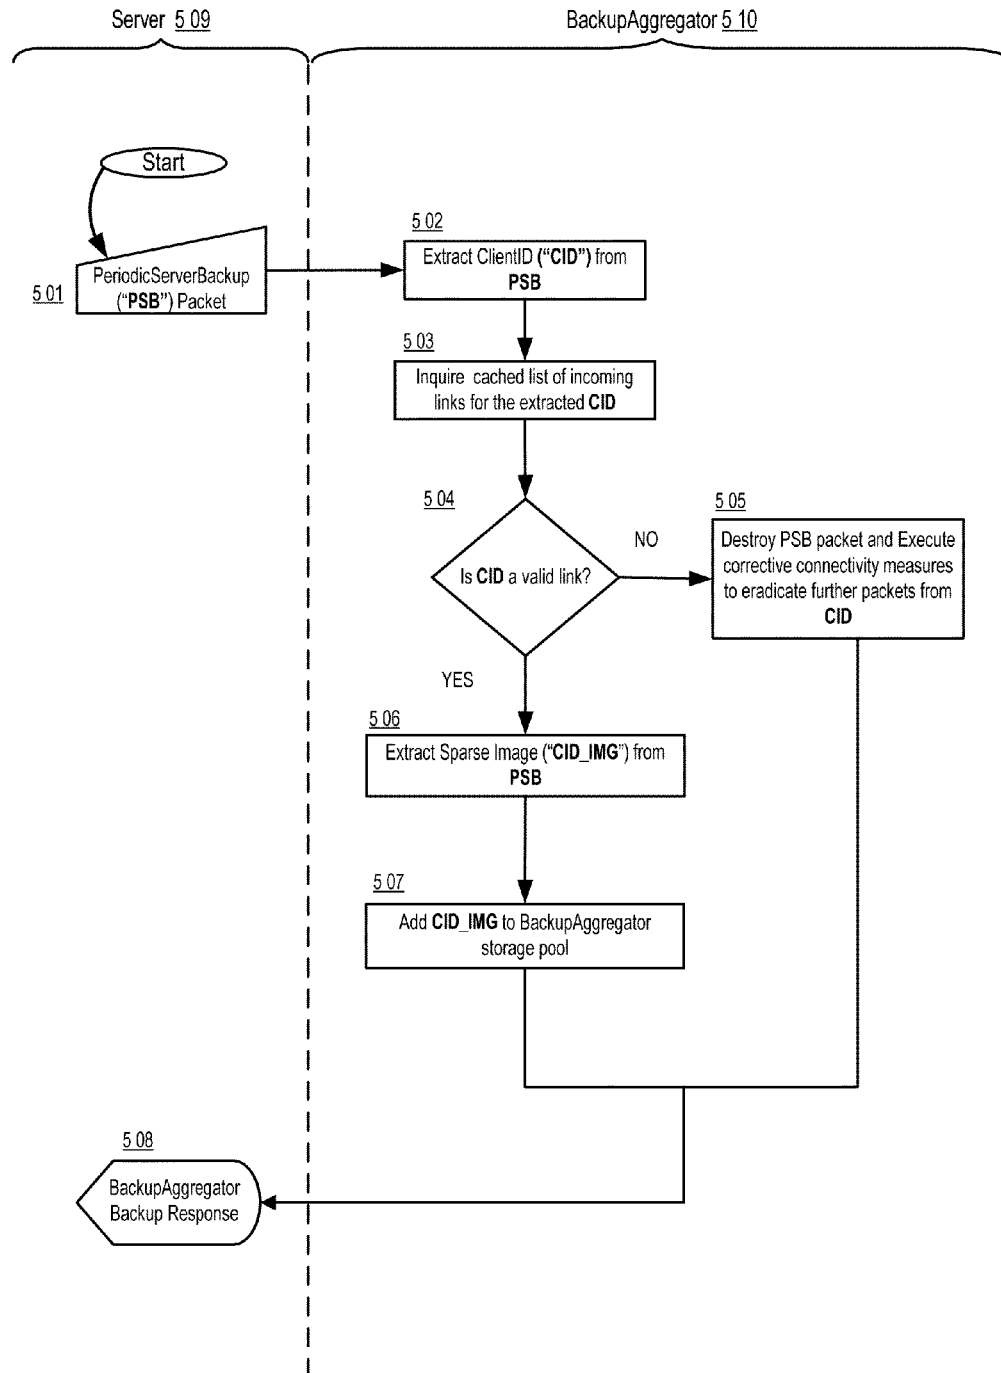 Server 5 09
BackupAggregator 5 10
Start
5 01
PeriodicServerBackup
("PSB") Packet
5 02
Extract ClientID ("CID") from
PSB
5 03
Inquire cached list of incoming
links for the extracted CID
5 04
Is CID a valid link?
NO
5 05
Destroy PSB packet and Execute
corrective connectivity measures
to eradicate further packets from
CID
YES
5 06
Extract Sparse Image ("CID_IMG") from
PSB
5 07
Add CID_IMG to BackupAggregator
storage pool
5 08
BackupAggregator
Backup Response